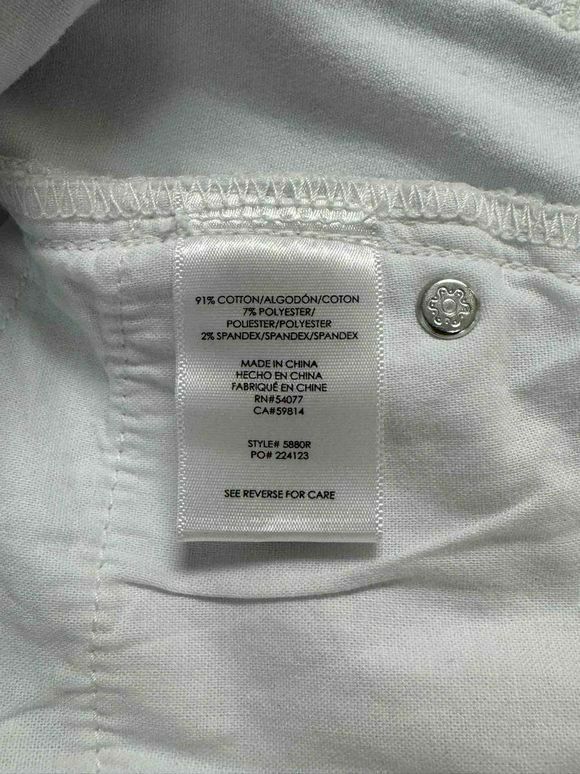 91% COTTON/ALGODÓN/COTON
7% POLYESTER/
POLIESTER/POLYESTER
2% SPANDEX/SPANDEX/SPANDEX
MADE IN CHINA
HECHO EN CHINA
FABRIQUÉ EN CHINE
RN#54077
CA#59814
STYLE# 5880R
PO# 224123
SEE REVERSE FOR CARE